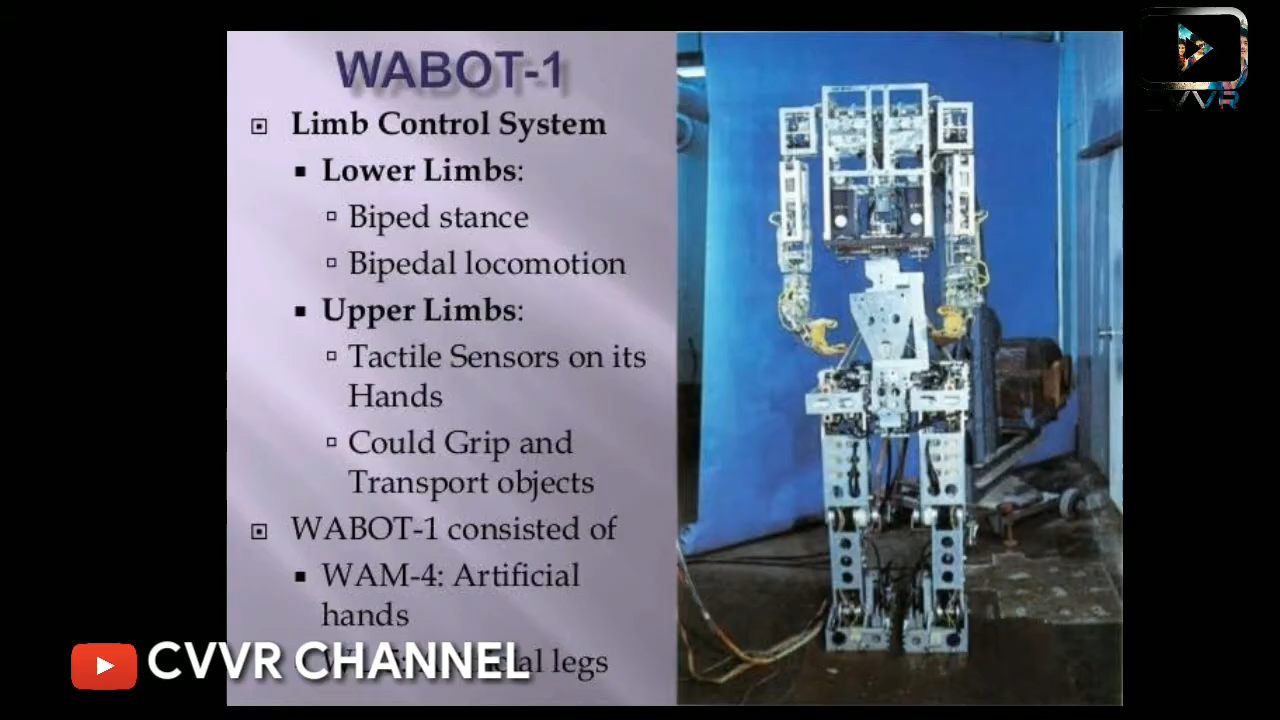 WABOT-1
Limb Control System
Lower Limbs:
Biped stance
Bipedal locomotion
Upper Limbs:
Tactile Sensors on its
Hands
Could Grip and
Transport objects
WABOT-1 consisted of
WAM-4: Artificial
hands
legs
CVVR CHANNEL
CVVR